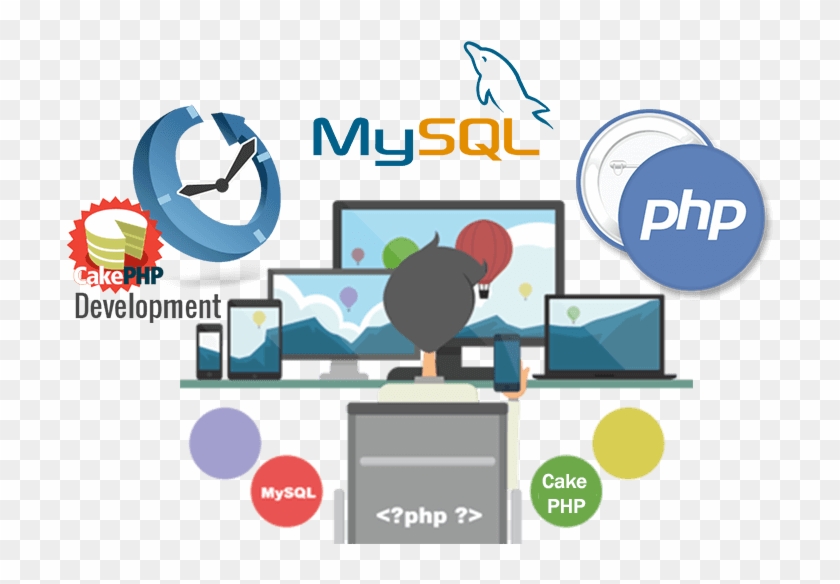 MySQL
php
CakePHP
Development
MySQL
Cake
PHP
<?php ?>